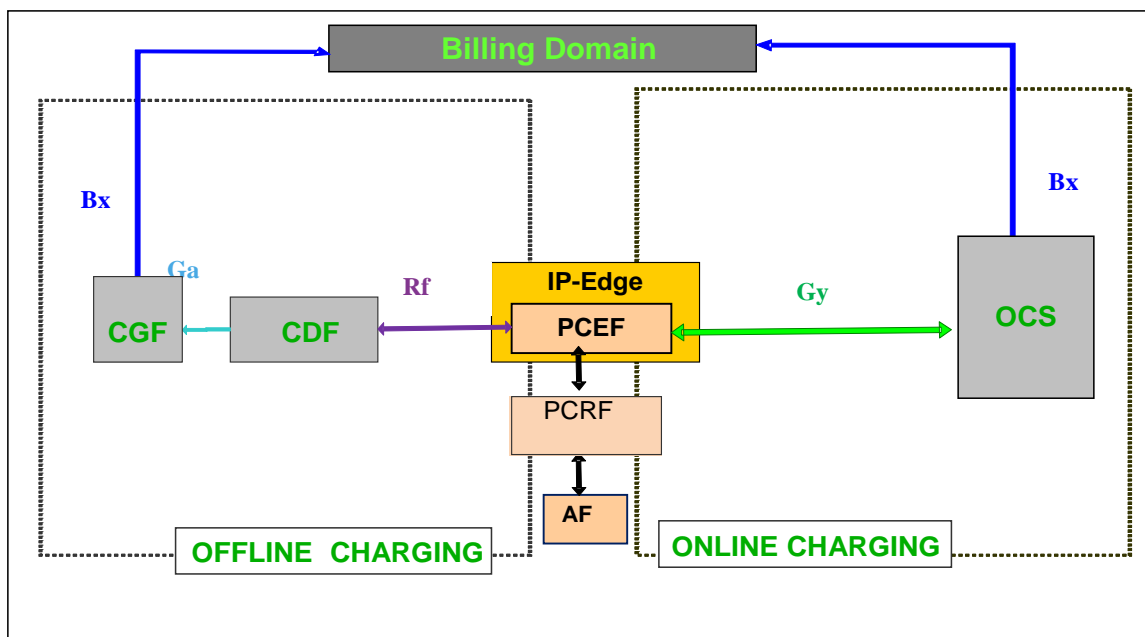 Billing Domain
Bx
Bx
Ga
Rf
IP-Edge
Gy
CGF
CDF
PCEF
OCS
PCRF
AF
OFFLINE CHARGING
ONLINE CHARGING